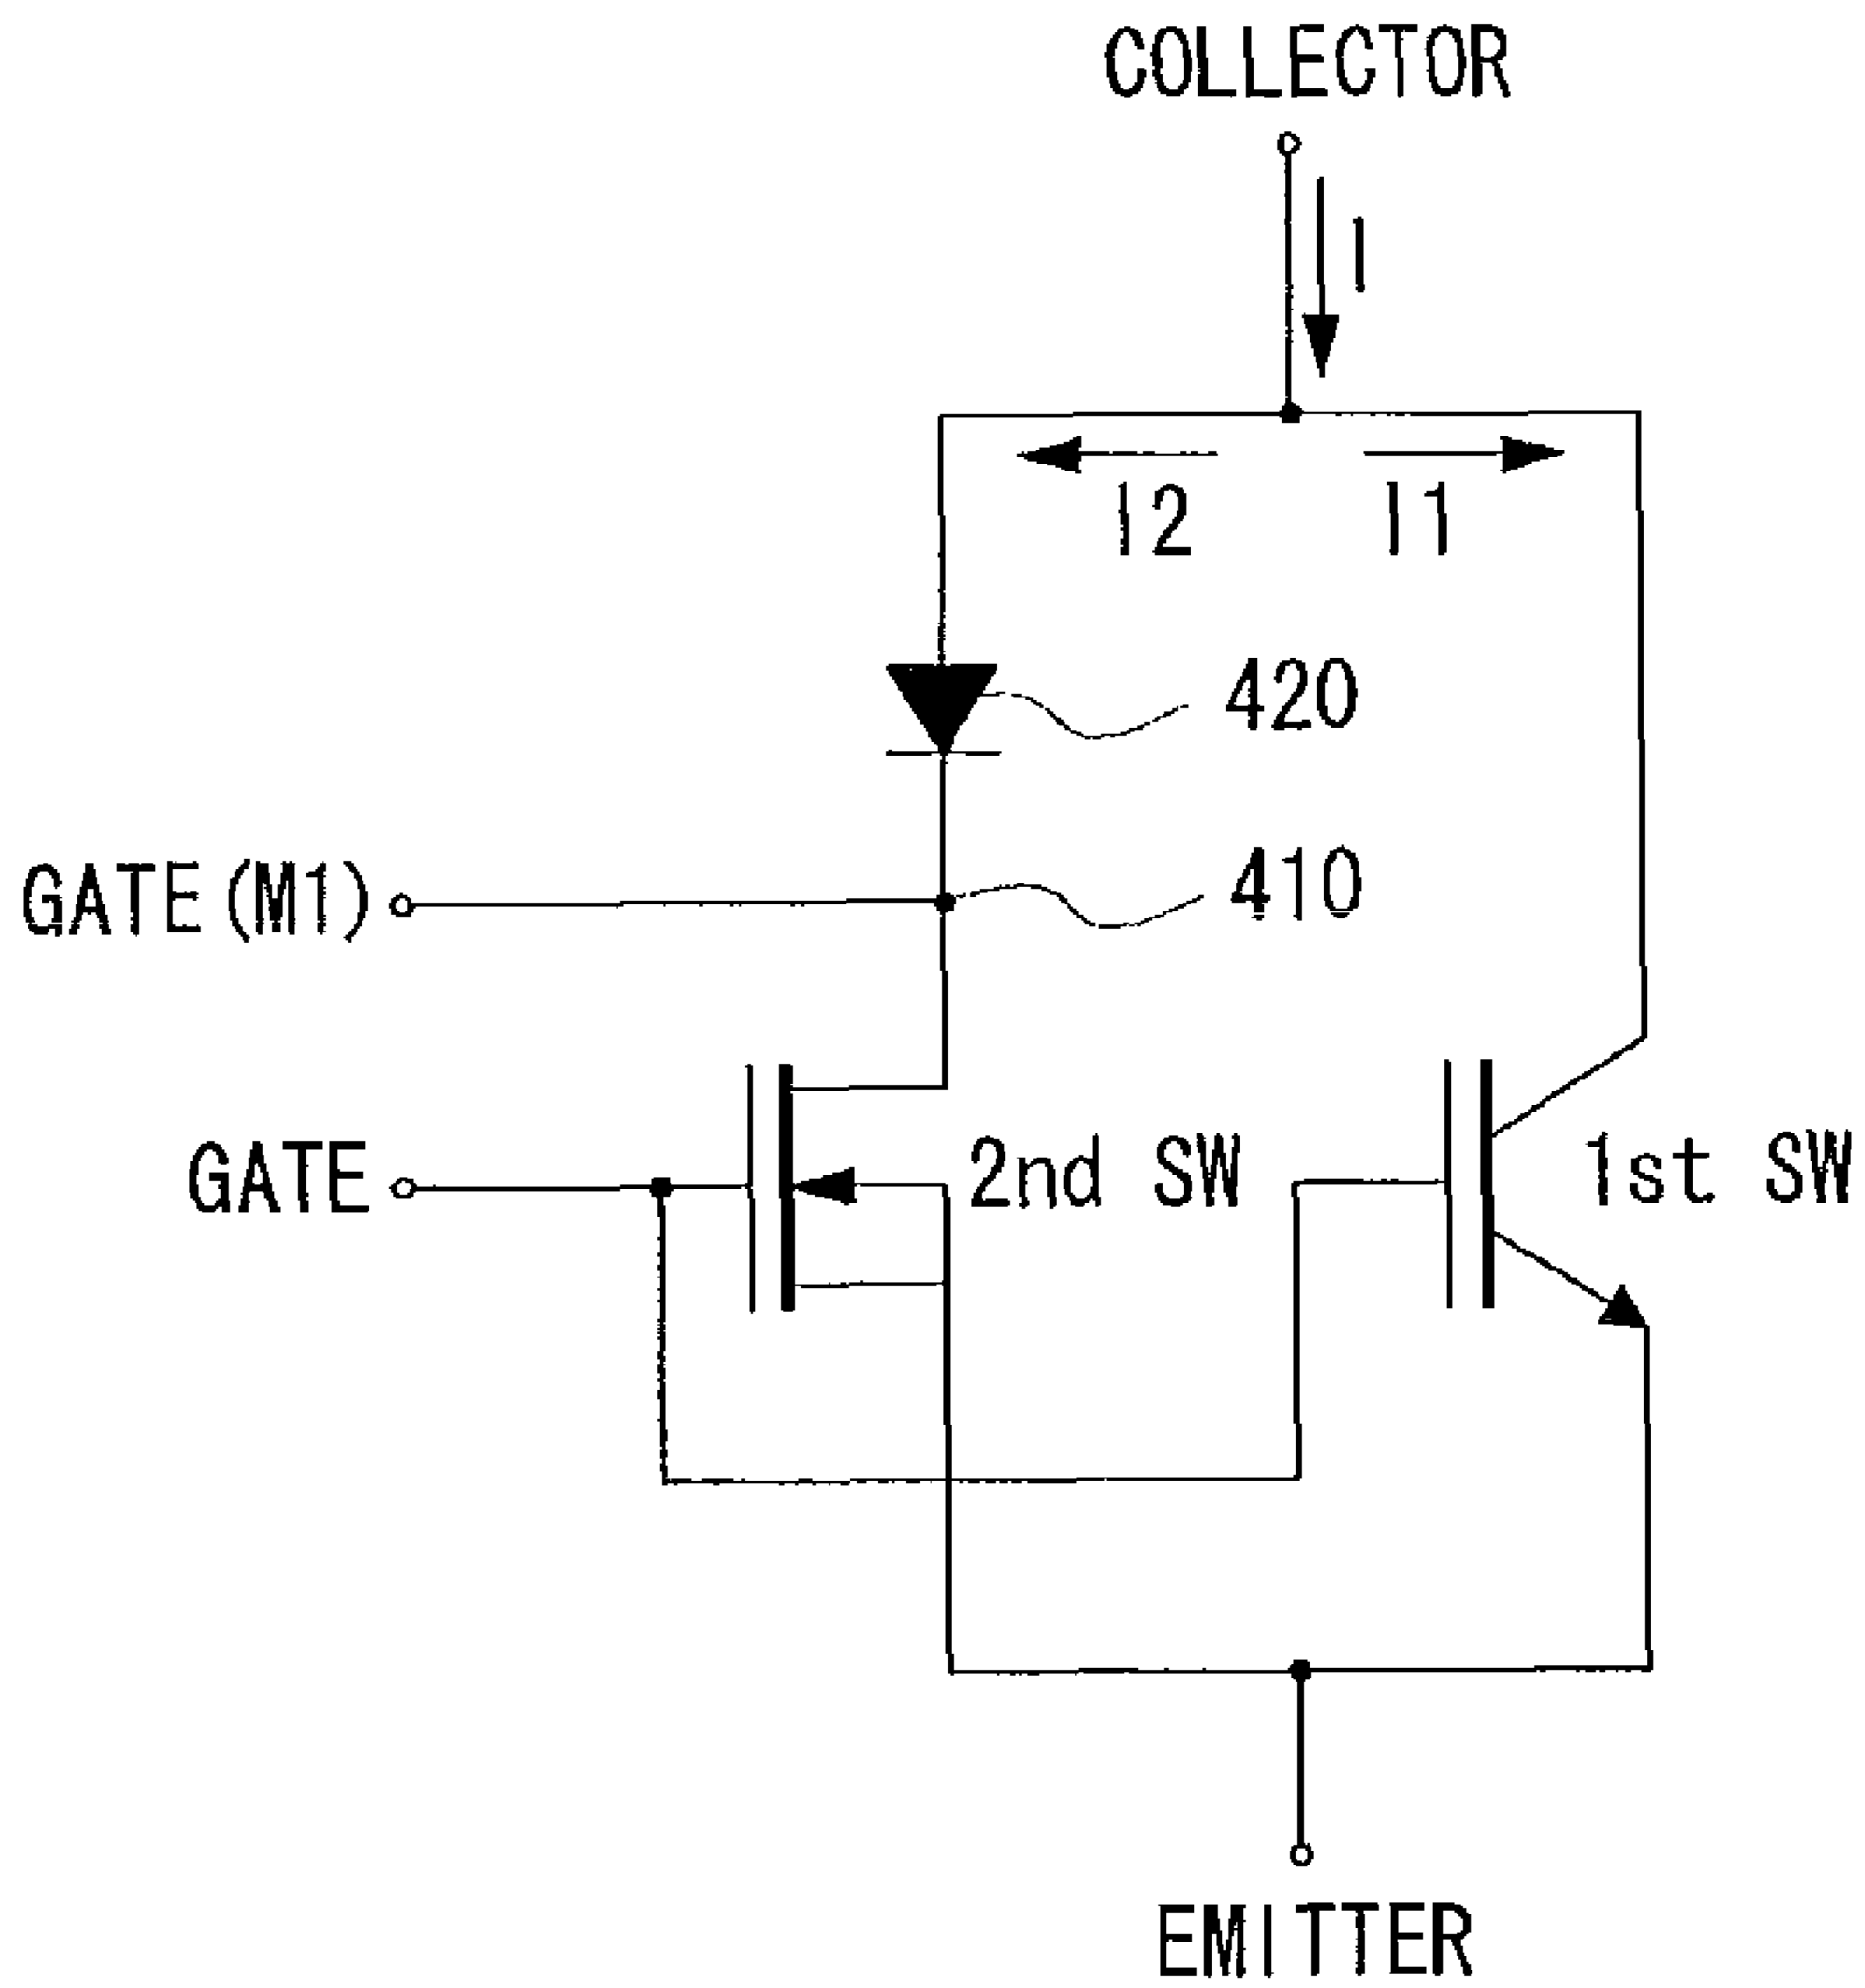 COLLECTOR
I
I2
I1
420
GATE(M1)
410
GATE
2nd SW
1st SW
EMITTER